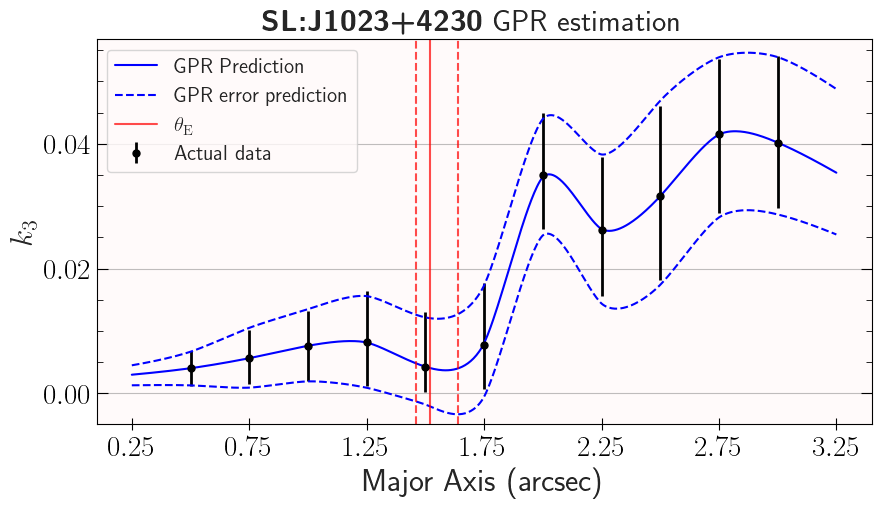 SL:J1023+4230 GPR estimation
GPR Prediction
GPR error prediction
θE
Actual data
k3
0.04
0.02
0.00
0.25 0.75 1.25 1.75 2.25 2.75 3.25
Major Axis (arcsec)